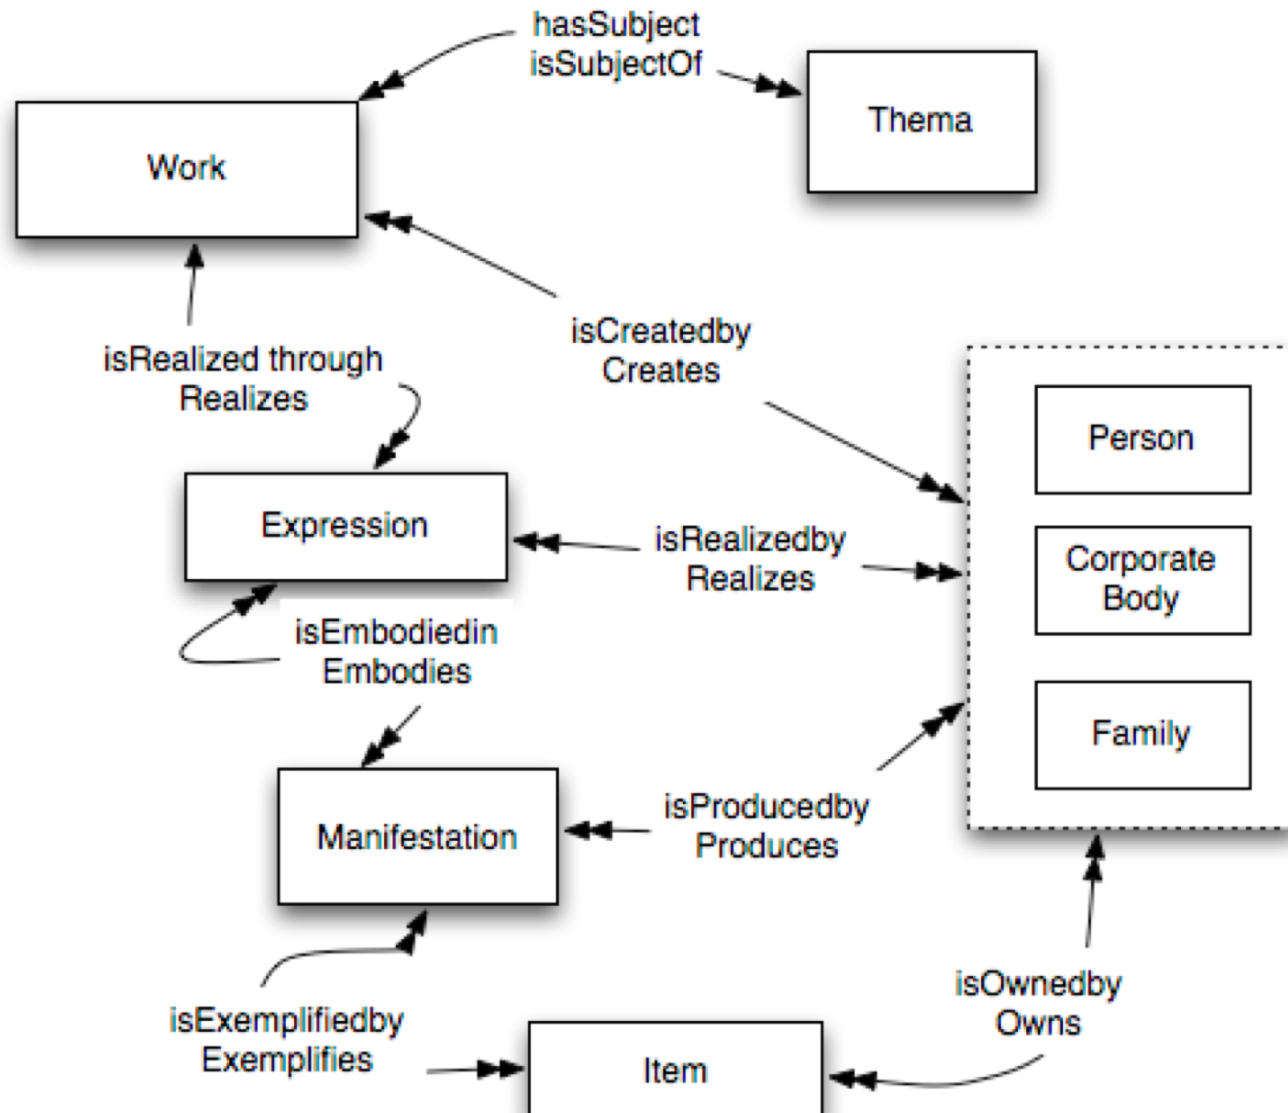 hasSubject
isSubjectOf
Thema
Work
isCreatedby
Creates
isRealized through
Realizes
Person
Expression
isRealizedby
Realizes
Corporate
Body
isEmbodiedin
Embodies
Family
Manifestation
isProducedby
Produces
isExemplifiedby
Exemplifies
isOwnedby
Owns
Item